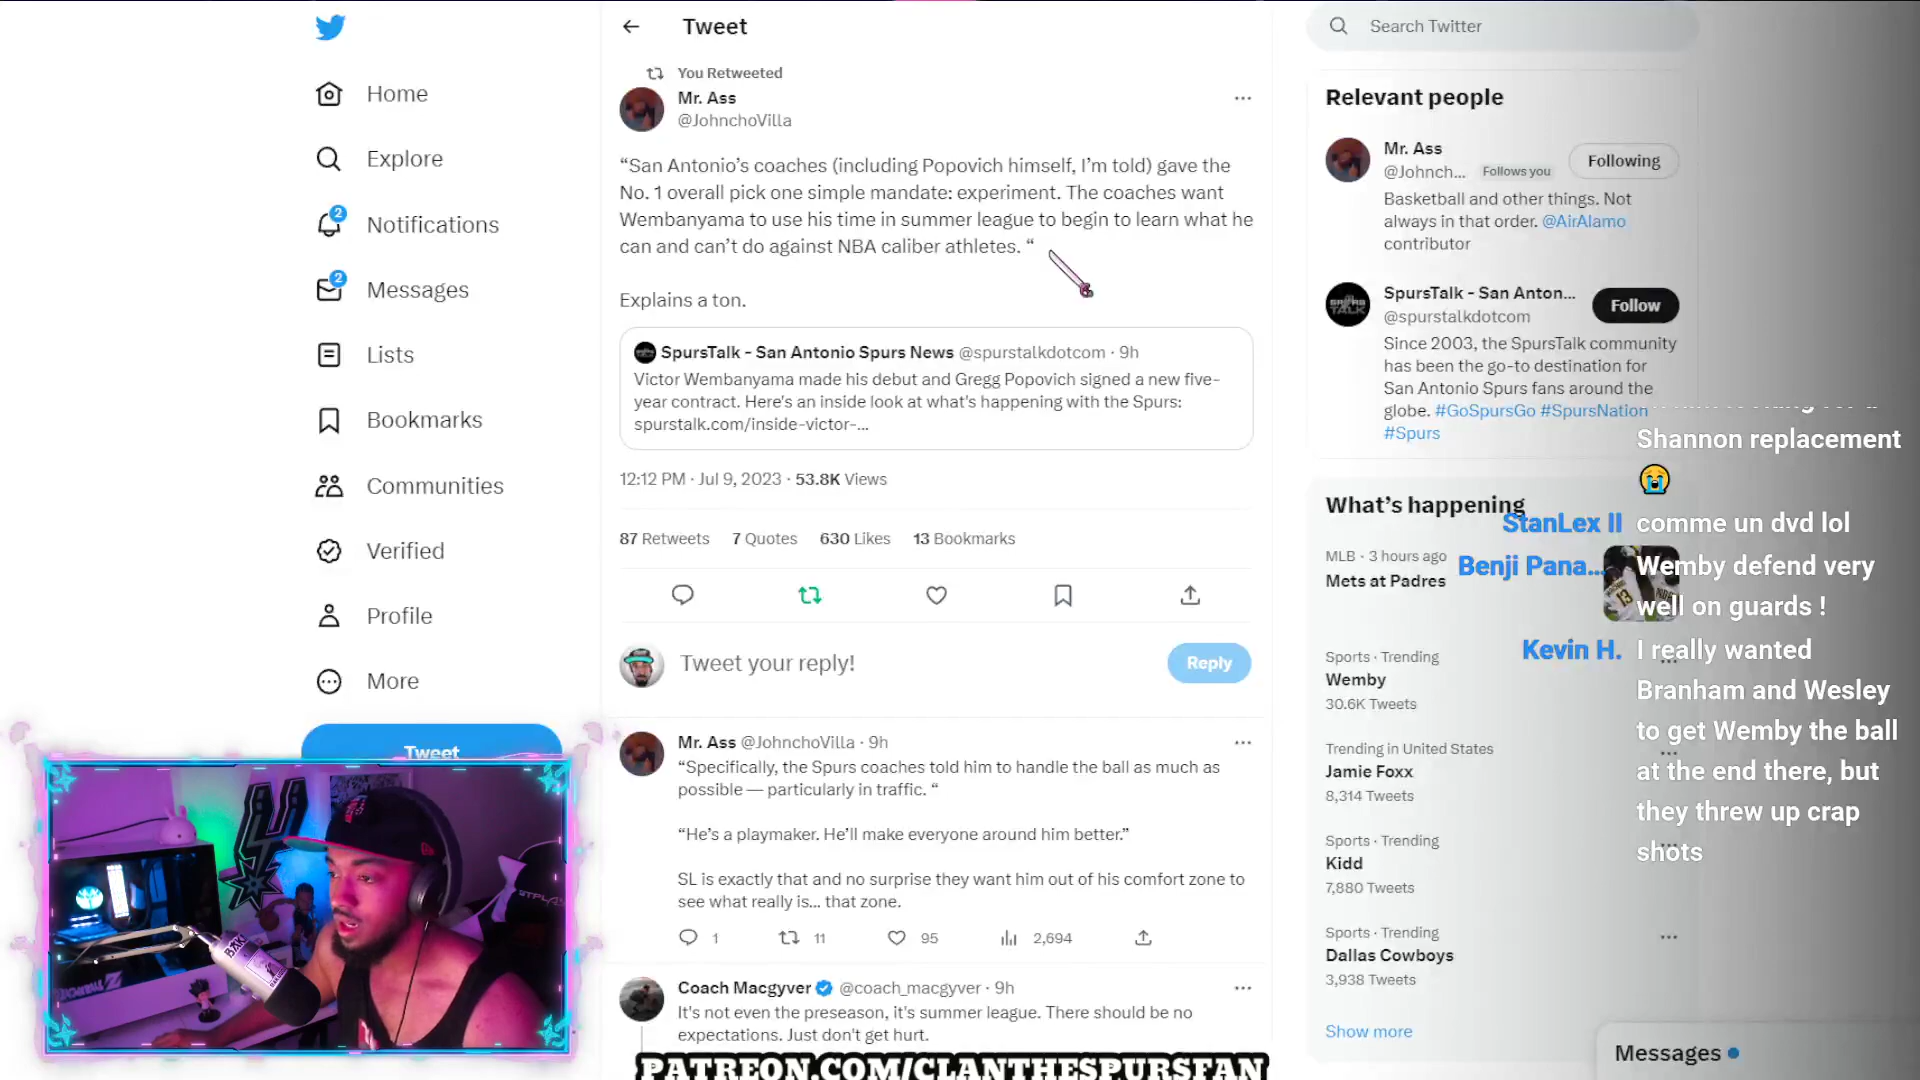 Home
Explore
2
Notifications
2
Messages
Lists
Bookmarks
Communities
Verified
Profile
More
Tweet
Tweet
You Retweeted
Mr. Ass
@JohnchoVilla
“San Antonio’s coaches (including Popovich himself, I’m told) gave the
No. 1 overall pick one simple mandate: experiment. The coaches want
Wembanyama to use his time in summer league to begin to learn what he
can and can’t do against NBA caliber athletes. “
Explains a ton.
SpursTalk - San Antonio Spurs News @spurstalkdotcom · 9h
Victor Wembanyama made his debut and Gregg Popovich signed a new five-
year contract. Here's an inside look at what's happening with the Spurs:
spurstalk.com/inside-victor-...
12:12 PM · Jul 9, 2023 · 53.8K Views
87 Retweets 7 Quotes 630 Likes 13 Bookmarks
Tweet your reply!
Reply
Mr. Ass @JohnchoVilla · 9h
“Specifically, the Spurs coaches told him to handle the ball as much as
possible — particularly in traffic. “
“He’s a playmaker. He’ll make everyone around him better.”
SL is exactly that and no surprise they want him out of his comfort zone to
see what really is... that zone.
1 11 95 2,694
Coach Macgyver @coach_macgyver · 9h
It's not even the preseason, it's summer league. There should be no
expectations. Just don't get hurt.
PATREON.COM/CLANTHESPURSFAN
Search Twitter
Relevant people
Mr. Ass
@Johnch... Follows you
Following
Basketball and other things. Not
always in that order. @AirAlamo
contributor
SpursTalk - San Anton...
@spurstalkdotcom
Follow
Since 2003, the SpursTalk community
has been the go-to destination for
San Antonio Spurs fans around the
globe. #GoSpursGo #SpursNation
#Spurs
What’s happening
MLB · 3 hours ago
Mets at Padres
Sports · Trending
Wemby
30.6K Tweets
Trending in United States
Jamie Foxx
8,314 Tweets
Sports · Trending
Kidd
7,880 Tweets
Sports · Trending
Dallas Cowboys
3,938 Tweets
Show more
Messages
Shannon replacement
StanLex II comme un dvd lol
Benji Pana... Wemby defend very
well on guards !
Kevin H. I really wanted
Branham and Wesley
to get Wemby the ball
at the end there, but
they threw up crap
shots